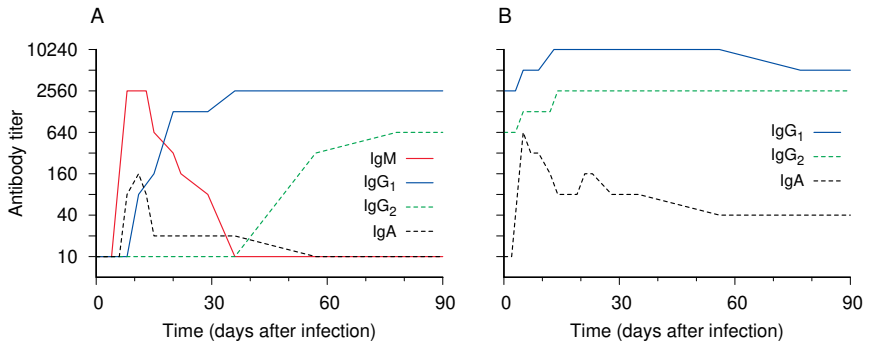 A
Antibody titer
10240
2560
640
160
40
10
IgM
IgG₁
IgG₂
IgA
0
30
60
90
Time (days after infection)
B
IgG₁
IgG₂
IgA
0
30
60
90
Time (days after infection)